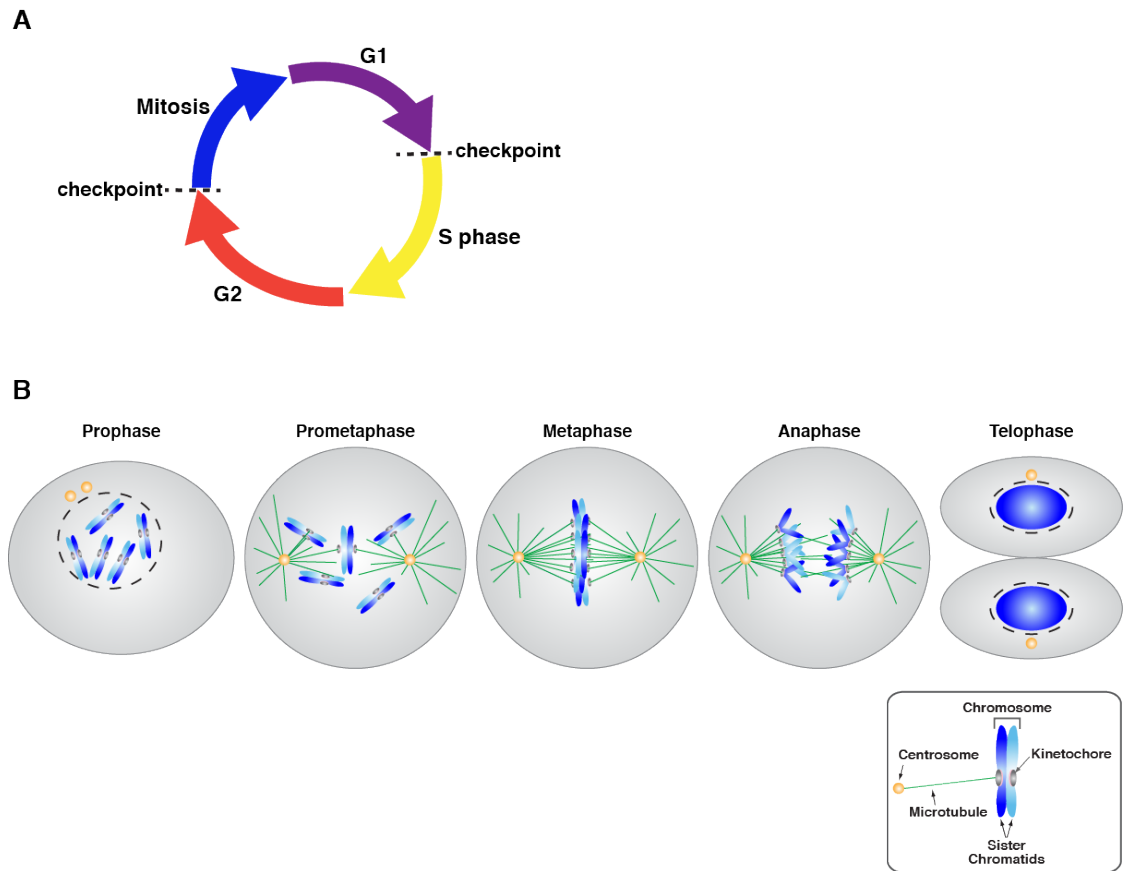 A
G1
Mitosis
checkpoint
checkpoint
S phase
G2
B
Prophase
Prometaphase
Metaphase
Anaphase
Telophase
Chromosome
Centrosome
Kinetochore
Microtubule
Sister
Chromatids